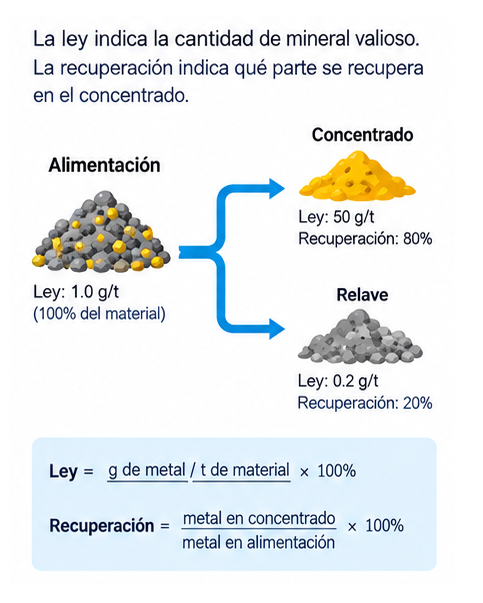 La ley indica la cantidad de mineral valioso.
La recuperación indica qué parte se recupera
en el concentrado.
Alimentación
Ley: 1.0 g/t
(100% del material)
Concentrado
Ley: 50 g/t
Recuperación: 80%
Relave
Ley: 0.2 g/t
Recuperación: 20%
Ley = g de metal / t de material × 100%
Recuperación = metal en concentrado × 100%
metal en alimentación